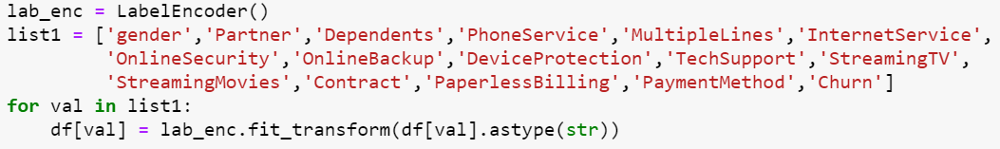 lab_enc = LabelEncoder()
list1 = ['gender','Partner','Dependents','PhoneService','MultipleLines','InternetService',
'OnlineSecurity','OnlineBackup','DeviceProtection','TechSupport','StreamingTV',
'StreamingMovies','Contract','PaperlessBilling','PaymentMethod','Churn']
for val in list1:
    df[val] = lab_enc.fit_transform(df[val].astype(str))